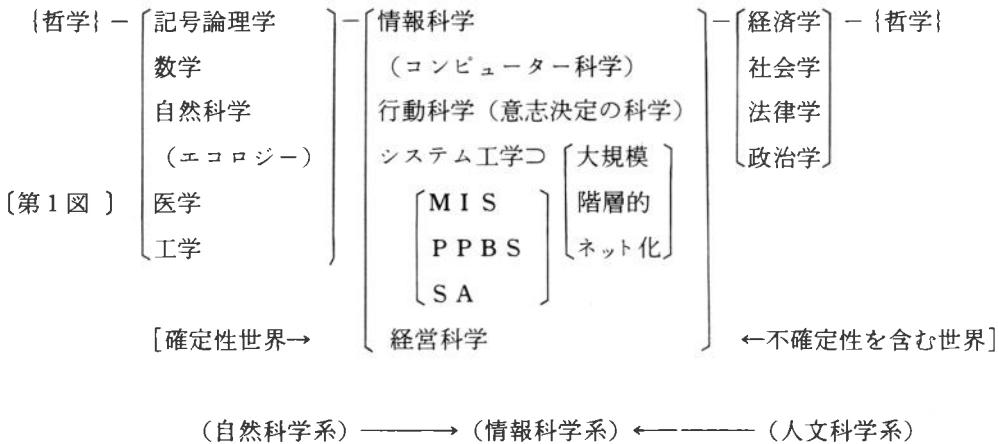 {哲学} － 記号論理学 － 情報科学 － 経済学 － {哲学}
数学 （コンピューター科学） 社会学
自然科学 行動科学（意志決定の科学） 法律学
（エコロジー） システム工学⊃ 大規模 政治学
〔第1図 〕 医学 MIS 階層的
工学 PPBS ネット化
SA
[確定性世界→ 経営科学 ←不確定性を含む世界]
（自然科学系）――→（情報科学系）←―――（人文科学系）